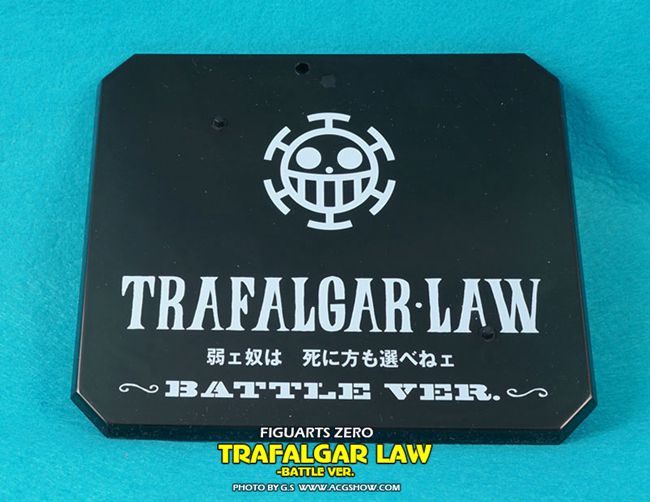 TRAFALGAR·LAW
弱ェ奴は 死に方も選べねェ
BATTLE VER.
FIGUARTS ZERO
TRAFALGAR LAW
-BATTLE VER.
PHOTO BY G.S WWW.ACGSHOW.COM